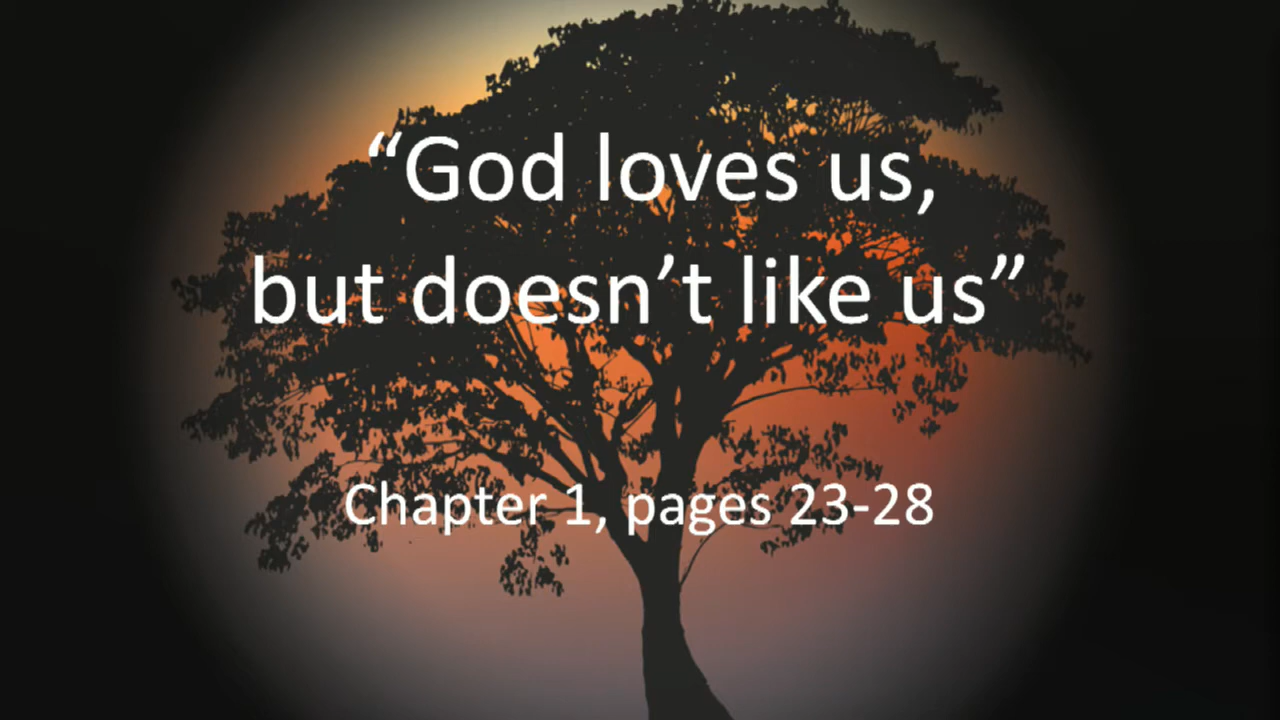 “God loves us,
but doesn’t like us”
Chapter 1, pages 23-28